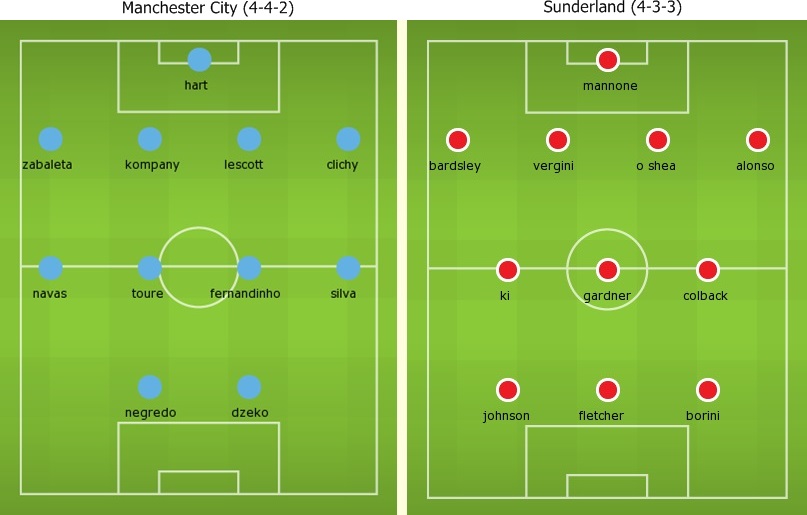 Manchester City (4-4-2)
hart
zabaleta kompany lescott clichy
navas toure fernandinho silva
negredo dzeko
Sunderland (4-3-3)
mannone
bardsley vergini o shea alonso
ki gardner colback
johnson fletcher borini